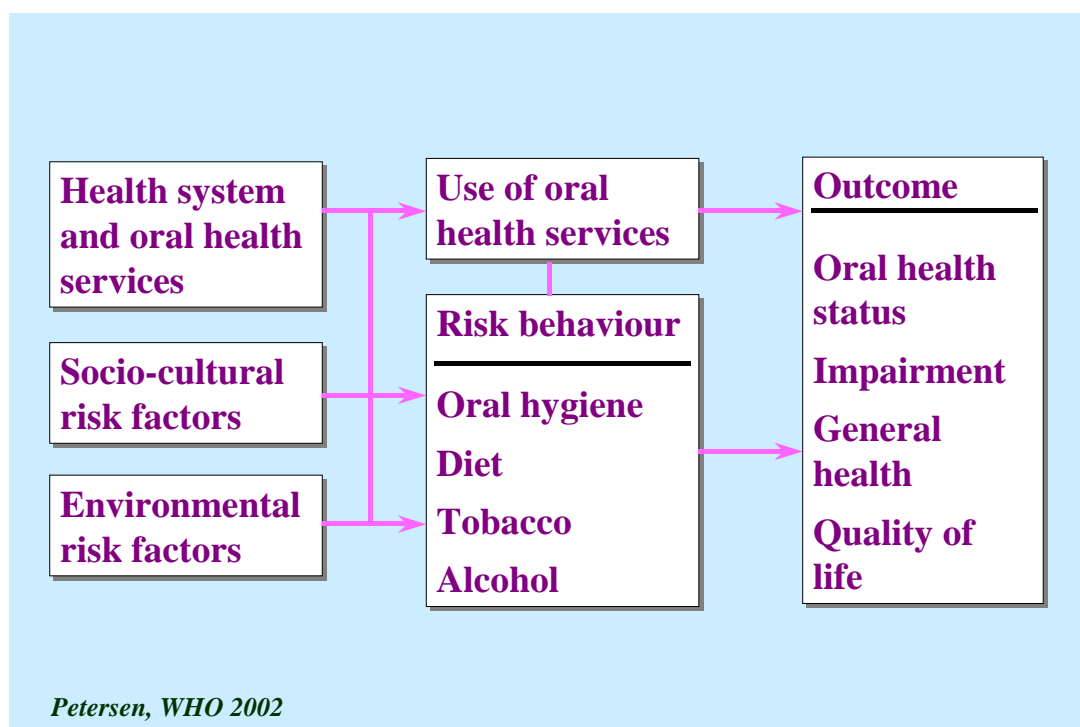 Health system
and oral health
services
Socio-cultural
risk factors
Environmental
risk factors
Use of oral
health services
Risk behaviour
Oral hygiene
Diet
Tobacco
Alcohol
Outcome
Oral health
status
Impairment
General
health
Quality of
life
Petersen, WHO 2002